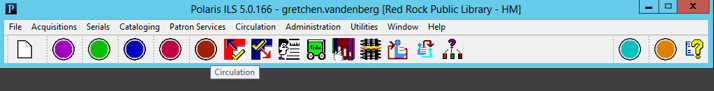 Polaris ILS 5.0.166 - gretchen.vandenberg [Red Rock Public Library - HM]
File Acquisitions Serials Cataloging Patron Services Circulation Administration Utilities Window Help
Circulation